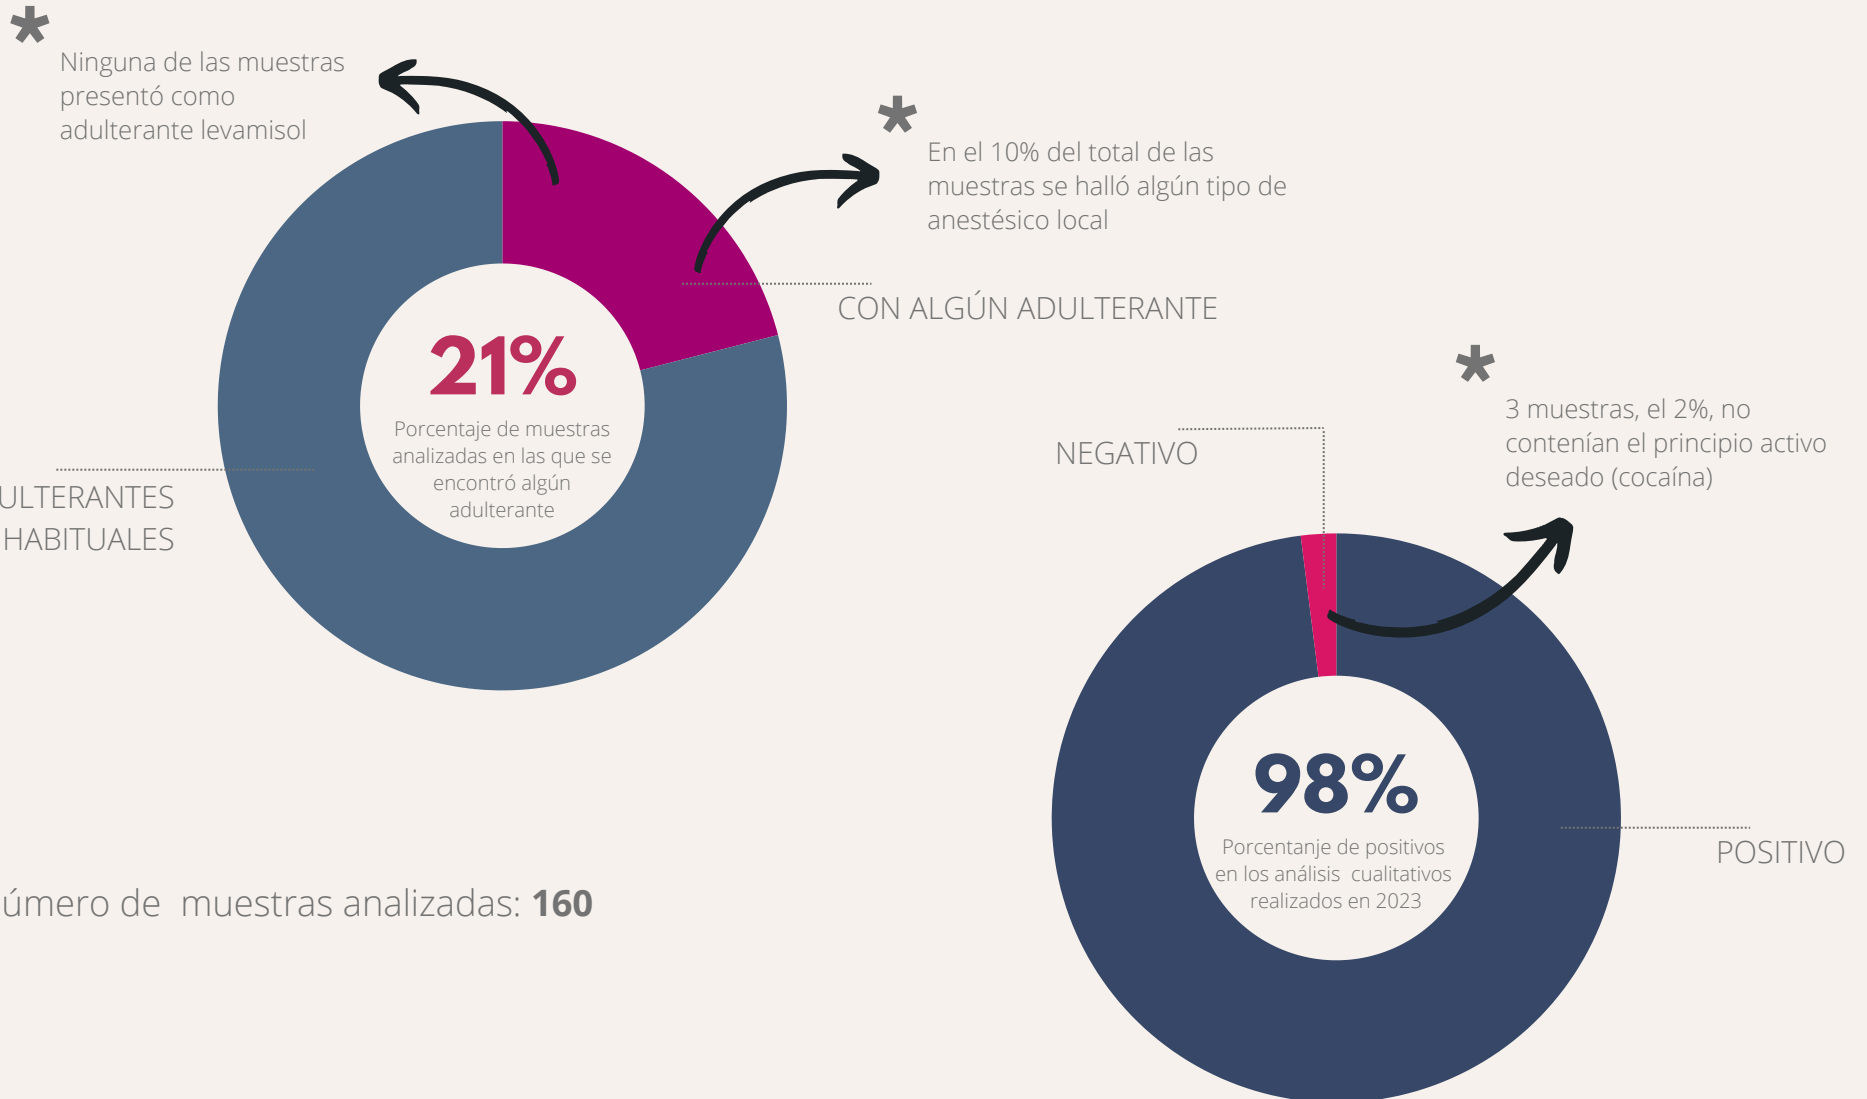 *
Ninguna de las muestras
presentó como
adulterante levamisol
*
En el 10% del total de las
muestras se halló algún tipo de
anestésico local
CON ALGÚN ADULTERANTE
21%
Porcentaje de muestras
analizadas en las que se
encontró algún
adulterante
ULTERANTES
HABITUALES
*
3 muestras, el 2%, no
contenían el principio activo
deseado (cocaína)
NEGATIVO
98%
Porcentanje de positivos
en los análisis cualitativos
realizados en 2023
POSITIVO
úmero de muestras analizadas: 160